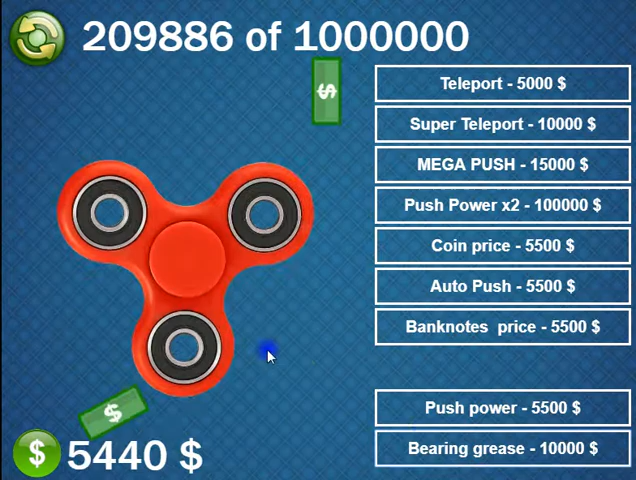 209886 of 1000000
$
Teleport - 5000 $
Super Teleport - 10000 $
MEGA PUSH - 15000 $
Push Power x2 - 100000 $
Coin price - 5500 $
Auto Push - 5500 $
Banknotes price - 5500 $
Push power - 5500 $
Bearing grease - 10000 $
$
$ 5440 $